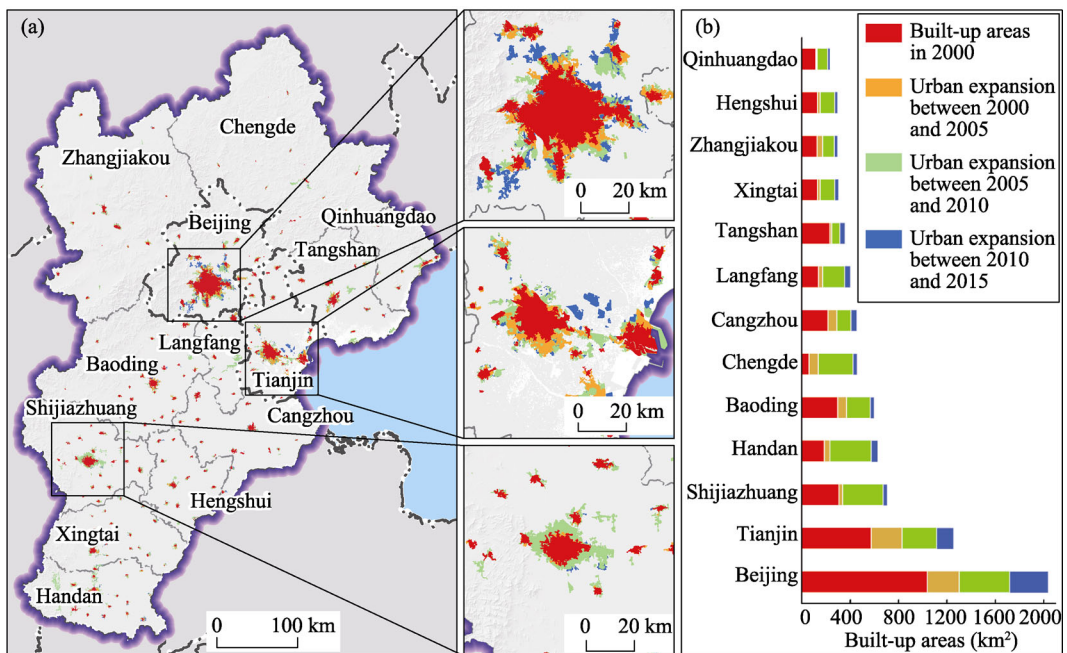 (a)
Chengde
Zhangjiakou
Beijing
Qinhuangdao
Tangshan
Langfang
Baoding
Tianjin
Shijiazhuang
Cangzhou
Hengshui
Xingtai
Handan
0 100 km
0 20 km
0 20 km
0 20 km
(b)
Built-up areas
in 2000
Urban expansion
between 2000
and 2005
Urban expansion
between 2005
and 2010
Urban expansion
between 2010
and 2015
Qinhuangdao
Hengshui
Zhangjiakou
Xingtai
Tangshan
Langfang
Cangzhou
Chengde
Baoding
Handan
Shijiazhuang
Tianjin
Beijing
0 400 800 1200 1600 2000
Built-up areas (km²)